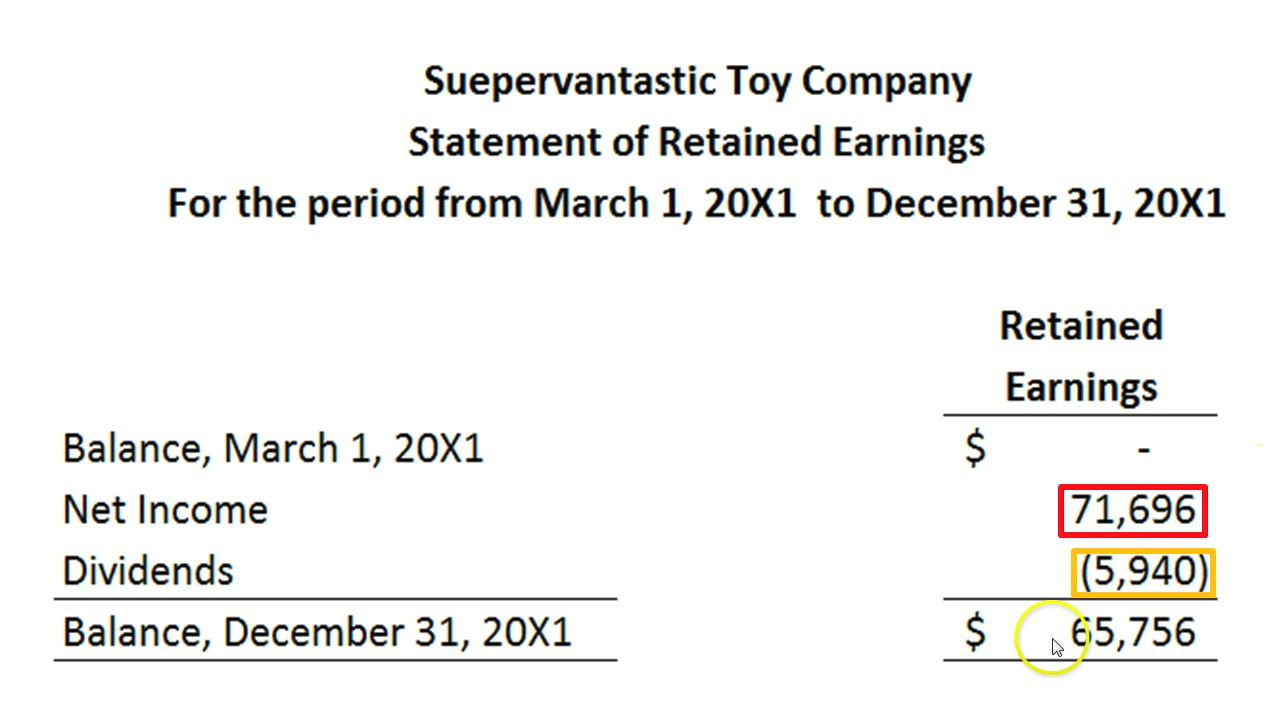 Suepervantastic Toy Company
Statement of Retained Earnings
For the period from March 1, 20X1 to December 31, 20X1
Retained
Earnings
Balance, March 1, 20X1 $ -
Net Income 71,696
Dividends (5,940)
Balance, December 31, 20X1 $ 65,756